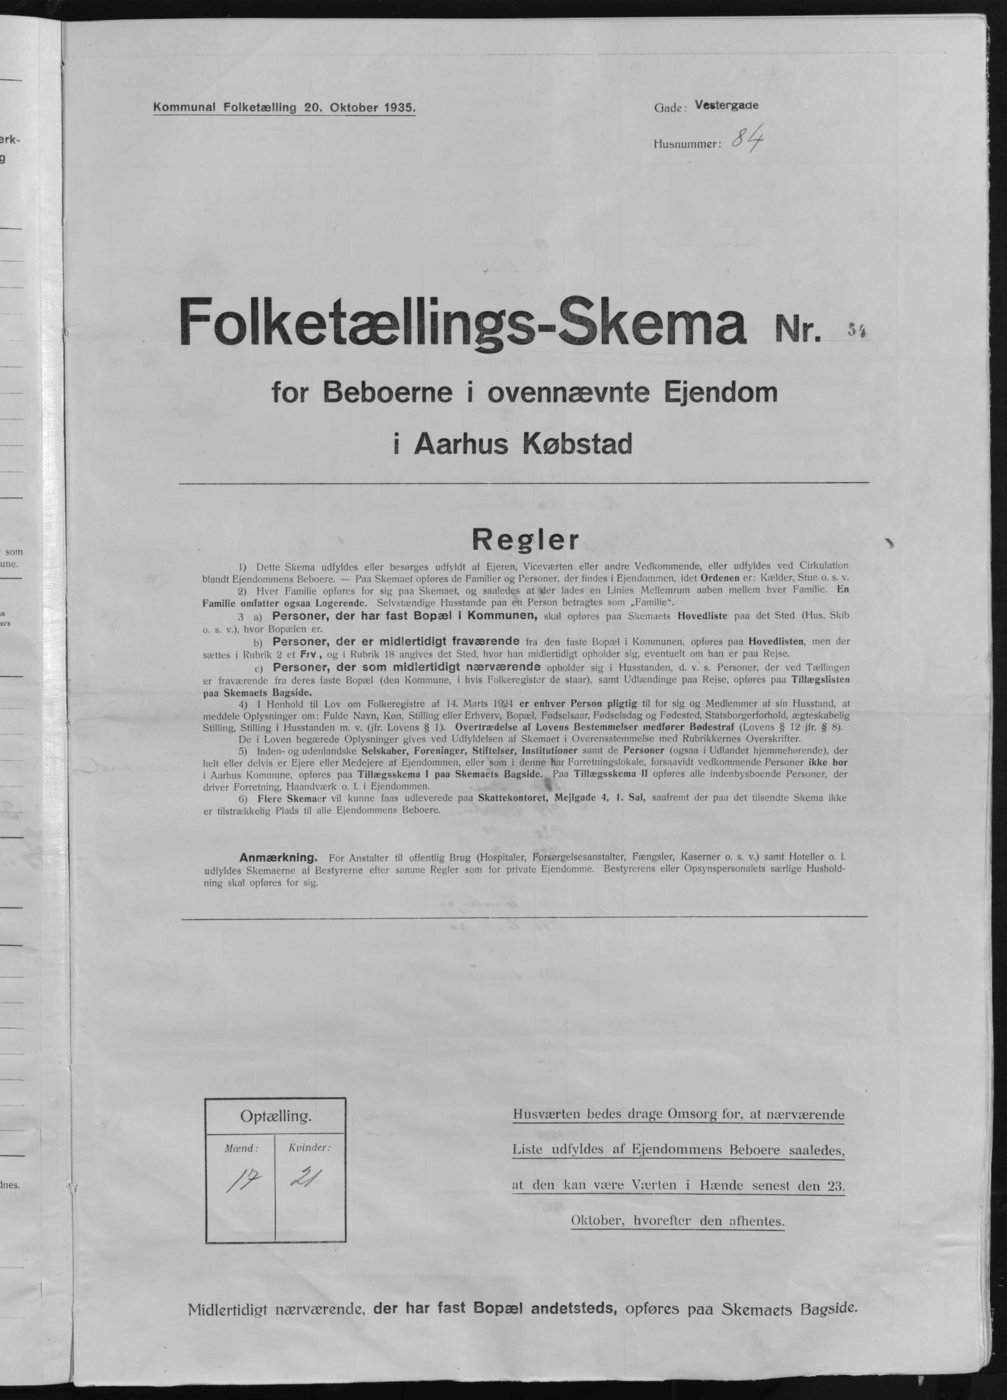 Kommunal Folketælling 20. Oktober 1935.
Gade: Vestergade
Husnummer: 84
Folketællings-Skema Nr. 54
for Beboerne i ovennævnte Ejendom
i Aarhus Købstad
Regler
1) Dette Skema udfyldes eller besørges udfyldt af Ejeren, Viceværten eller andre Vedkommende, eller udfyldes ved Cirkulation
blandt Ejendommens Beboere. — Paa Skemaet opføres de Familier og Personer, der findes i Ejendommen, idet Ordenen er: Kælder, Stue o. s. v.
2) Hver Familie opføres for sig paa Skemaet, og saaledes at der lades en Linies Mellemrum aaben mellem hver Familie. En
Familie omfatter ogsaa Logerende. Selvstændige Husstande paa én Person betragtes som „Familie“.
3 a) Personer, der har fast Bopæl i Kommunen, skal opføres paa Skemaets Hovedliste paa det Sted (Hus, Skib
o. s. v.), hvor Bopælen er.
b) Personer, der er midlertidigt fraværende fra den faste Bopæl i Kommunen, opføres paa Hovedlisten, men der
sættes i Rubrik 2 et Frv., og i Rubrik 18 angives det Sted, hvor han midlertidigt opholder sig, eventuelt om han er paa Rejse.
c) Personer, der som midlertidigt nærværende opholder sig i Husstanden, d. v. s. Personer, der ved Tællingen
er fraværende fra deres faste Bopæl (den Kommune, i hvis Folkeregister de staar), samt Udlændinge paa Rejse, opføres paa Tillægslisten
paa Skemaets Bagside.
4) I Henhold til Lov om Folkeregistre af 14. Marts 1924 er enhver Person pligtig til for sig og Medlemmer af sin Husstand, at
meddele Oplysninger om: Fulde Navn, Køn, Stilling eller Erhverv, Bopæl, Fødselsaar, Fødselsdag og Fødested, Statsborgerforhold, ægteskabelig
Stilling, Stilling i Husstanden m. v. (jfr. Lovens § 1). Overtrædelse af Lovens Bestemmelser medfører Bødestraf (Lovens § 12 jfr. § 8).
De i Loven begærede Oplysninger gives ved Udfyldelsen af Skemaet i Overensstemmelse med Rubrikkernes Overskrifter.
5) Inden- og udenlandske Selskaber, Foreninger, Stiftelser, Institutioner samt de Personer (ogsaa i Udlandet hjemmehørende), der
helt eller delvis er Ejere eller Medejere af Ejendommen, eller som i denne har Forretningslokale, forsaavidt vedkommende Personer ikke bor
i Aarhus Kommune, opføres paa Tillægsskema I paa Skemaets Bagside. Paa Tillægsskema II opføres alle indenbysboende Personer, der
driver Forretning, Haandværk o. l. i Ejendommen.
6) Flere Skemaer vil kunne faas udleverede paa Skattekontoret, Mejlgade 4, 1. Sal, saafremt der paa det tilsendte Skema ikke
er tilstrækkelig Plads til alle Ejendommens Beboere.
Anmærkning. For Anstalter til offentlig Brug (Hospitaler, Forsørgelsesanstalter, Fængsler, Kaserner o. s. v.) samt Hoteller o. l.
udfyldes Skemaerne af Bestyrerne efter samme Regler som for private Ejendomme. Bestyrerens eller Opsynspersonalets særlige Hushold-
ning skal opføres for sig.
Optælling.
Mænd: Kvinder:
17 21
Husværten bedes drage Omsorg for, at nærværende
Liste udfyldes af Ejendommens Beboere saaledes,
at den kan være Værten i Hænde senest den 23.
Oktober, hvorefter den afhentes.
Midlertidigt nærværende, der har fast Bopæl andetsteds, opføres paa Skemaets Bagside.